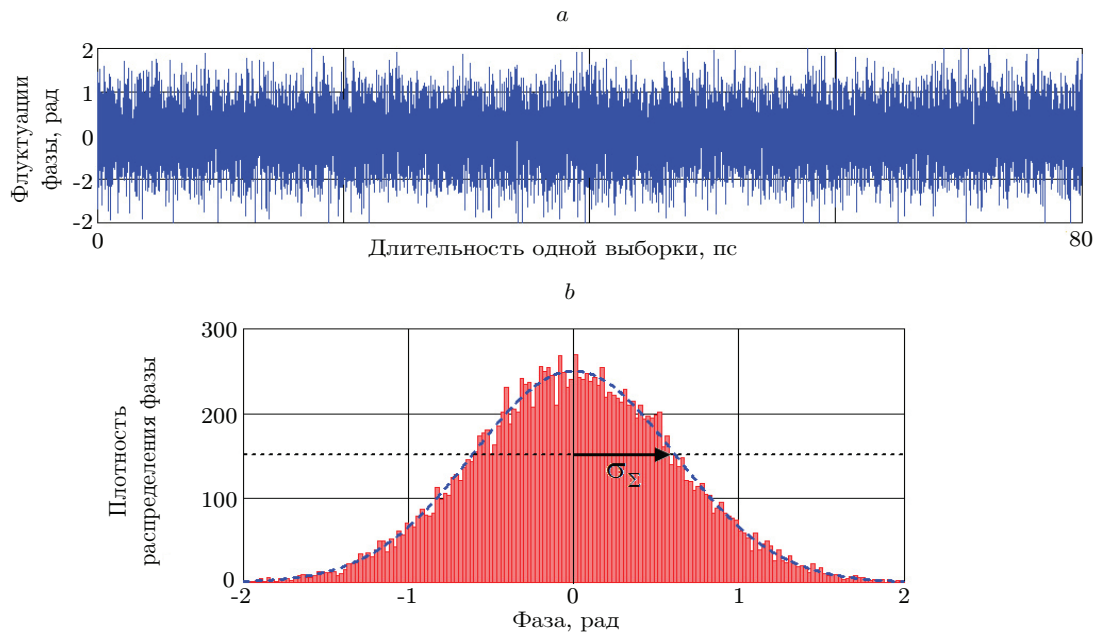 a
Флуктуации
фазы, рад
2
1
0
-2
-2
0
80
Длительность одной выборки, пс
b
Плотность
распределения фазы
300
200
100
0
σΣ
-2
-1
0
1
2
Фаза, рад